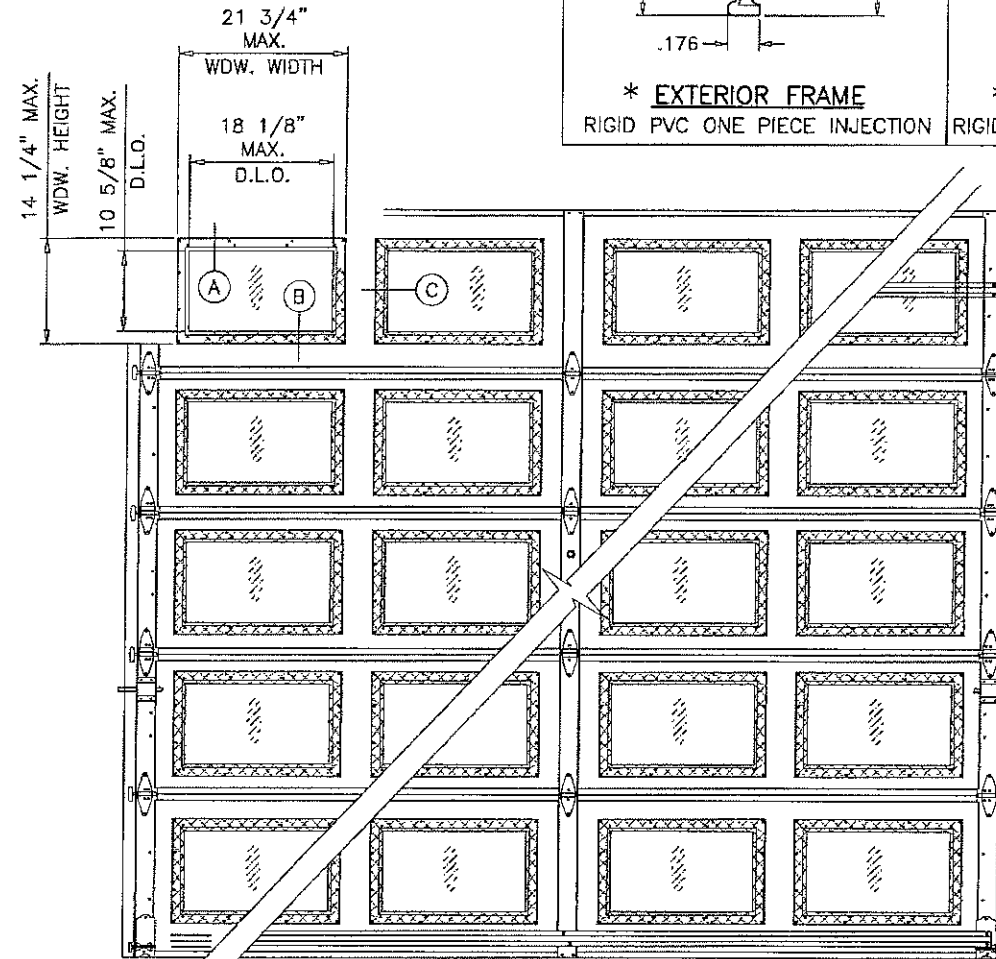 21 3/4"
MAX.
WDW. WIDTH
14 1/4" MAX.
WDW. HEIGHT
10 5/8" MAX.
D.L.O.
18 1/8"
MAX.
D.L.O.
.176
* EXTERIOR FRAME
RIGID PVC ONE PIECE INJECTION
*
RIGID
A
B
C